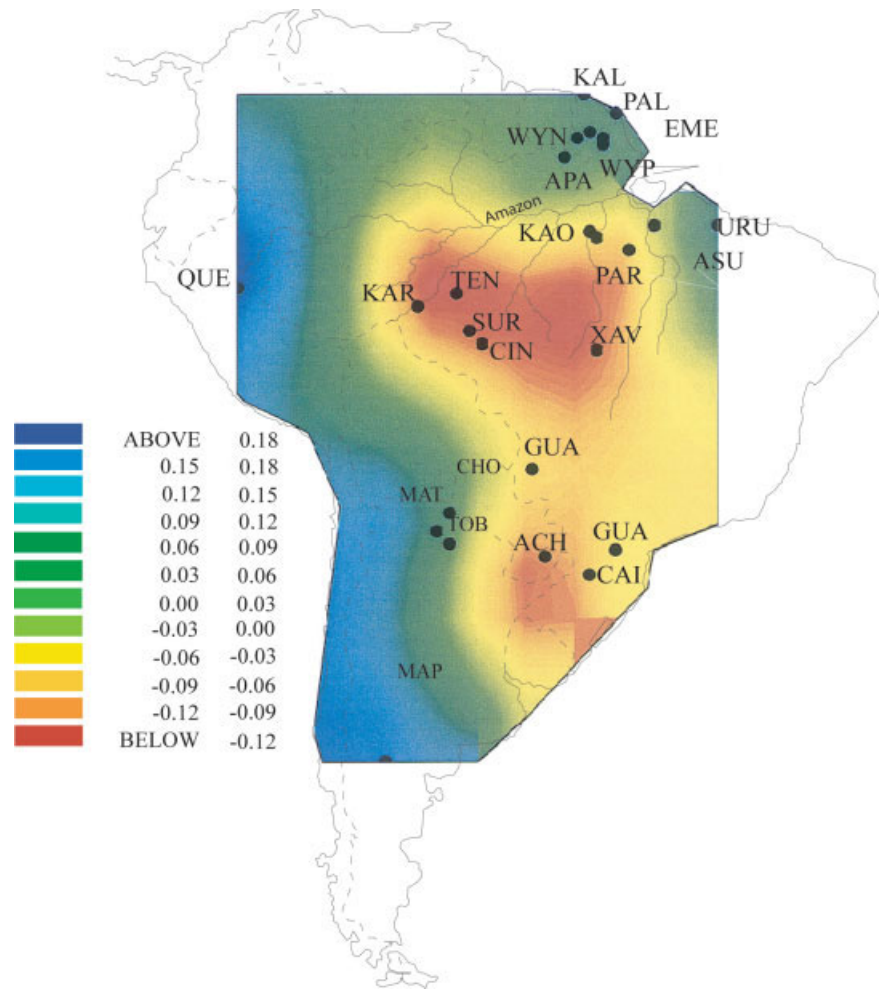 KAL
PAL
EME
WYN
WYP
APA
Amazon
KAO
URU
ASU
PAR
QUE
TEN
KAR
SUR
CIN
XAV
GUA
CHO
MAT
TOB
ACH
GUA
CAI
MAP
ABOVE 0.18
0.15 0.18
0.12 0.15
0.09 0.12
0.06 0.09
0.03 0.06
0.00 0.03
-0.03 0.00
-0.06 -0.03
-0.09 -0.06
-0.12 -0.09
BELOW -0.12